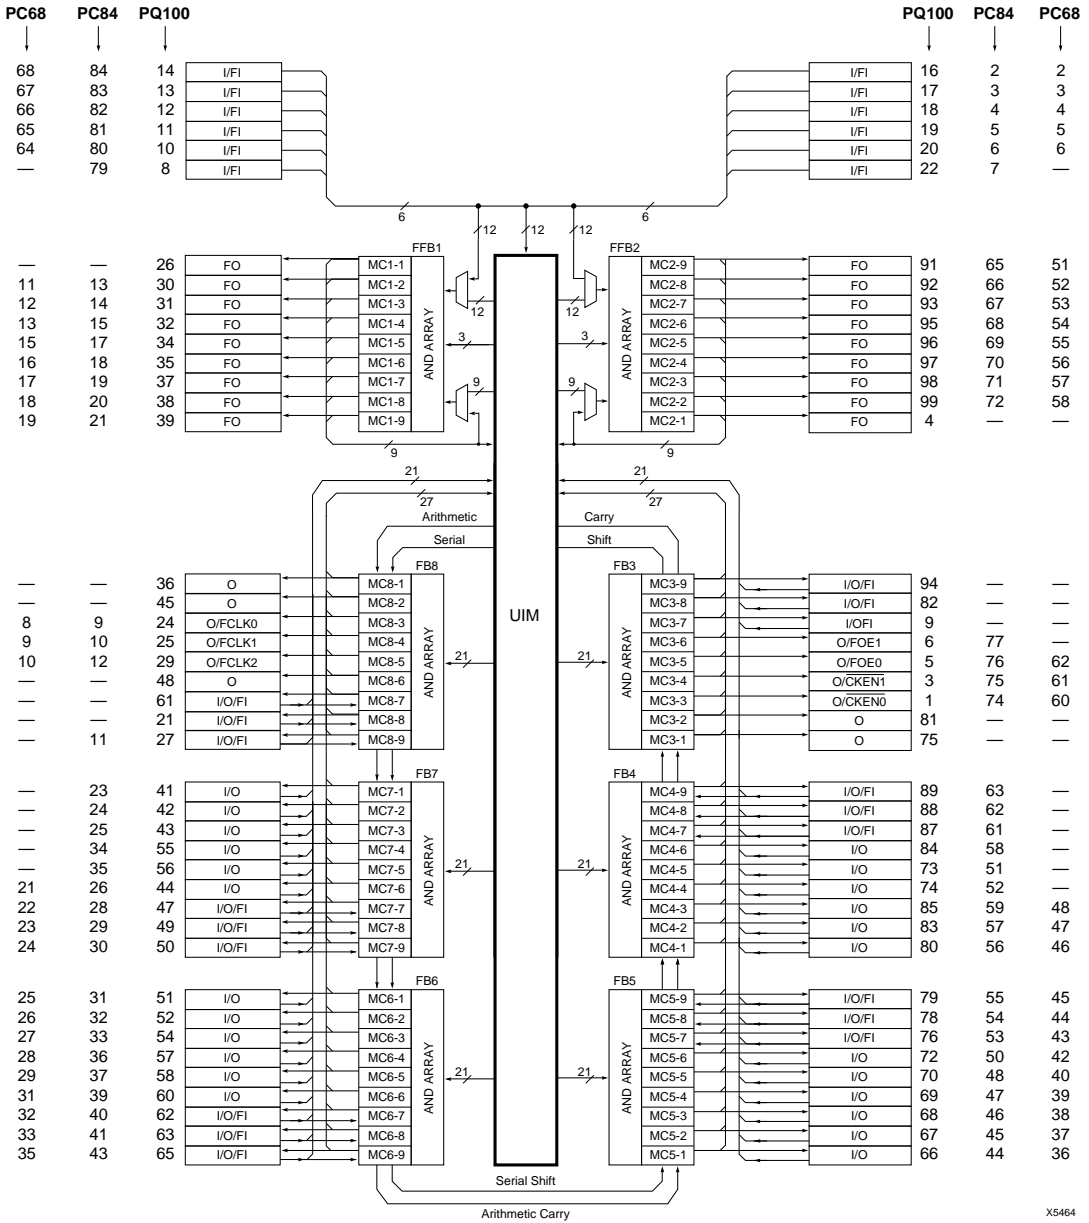 PC68 PC84 PQ100 PQ100 PC84 PC68
68 84 14 I/FI I/FI 16 2 2
67 83 13 I/FI I/FI 17 3 3
66 82 12 I/FI I/FI 18 4 4
65 81 11 I/FI I/FI 19 5 5
64 80 10 I/FI I/FI 20 6 6
— 79 8 I/FI I/FI 22 7 —
6 6
12 12 12
FFB1 FFB2
— — 26 FO MC1-1 MC2-9 FO 91 65 51
11 13 30 FO MC1-2 MC2-8 FO 92 66 52
12 14 31 FO MC1-3 MC2-7 FO 93 67 53
12 12
13 15 32 FO MC1-4 MC2-6 FO 95 68 54
15 17 34 FO MC1-5 AND ARRAY 3 3 AND ARRAY MC2-5 FO 96 69 55
16 18 35 FO MC1-6 MC2-4 FO 97 70 56
17 19 37 FO MC1-7 9 9 MC2-3 FO 98 71 57
18 20 38 FO MC1-8 MC2-2 FO 99 72 58
19 21 39 FO MC1-9 MC2-1 FO 4 — —
9 9
21 21
27 27
Arithmetic Carry
Serial Shift
FB8 FB3
— — 36 O MC8-1 MC3-9 I/O/FI 94 — —
— — 45 O MC8-2 MC3-8 I/O/FI 82 — —
UIM
8 9 24 O/FCLK0 MC8-3 MC3-7 I/OFI 9 — —
9 10 25 O/FCLK1 MC8-4 MC3-6 O/FOE1 6 77 —
10 12 29 O/FCLK2 MC8-5 AND ARRAY 21 21 AND ARRAY MC3-5 O/FOE0 5 76 62
— — 48 O MC8-6 MC3-4 O/CKEN1 3 75 61
— — 61 I/O/FI MC8-7 MC3-3 O/CKEN0 1 74 60
— — 21 I/O/FI MC8-8 MC3-2 O 81 — —
— 11 27 I/O/FI MC8-9 MC3-1 O 75 — —
FB7 FB4
— 23 41 I/O MC7-1 MC4-9 I/O/FI 89 63 —
— 24 42 I/O MC7-2 MC4-8 I/O/FI 88 62 —
— 25 43 I/O MC7-3 MC4-7 I/O/FI 87 61 —
— 34 55 I/O MC7-4 MC4-6 I/O 84 58 —
— 35 56 I/O MC7-5 AND ARRAY 21 21 AND ARRAY MC4-5 I/O 73 51 —
21 26 44 I/O MC7-6 MC4-4 I/O 74 52 —
22 28 47 I/O/FI MC7-7 MC4-3 I/O 85 59 48
23 29 49 I/O/FI MC7-8 MC4-2 I/O 83 57 47
24 30 50 I/O/FI MC7-9 MC4-1 I/O 80 56 46
FB6 FB5
25 31 51 I/O MC6-1 MC5-9 I/O/FI 79 55 45
26 32 52 I/O MC6-2 MC5-8 I/O/FI 78 54 44
27 33 54 I/O MC6-3 MC5-7 I/O/FI 76 53 43
28 36 57 I/O MC6-4 MC5-6 I/O 72 50 42
29 37 58 I/O MC6-5 AND ARRAY 21 21 AND ARRAY MC5-5 I/O 70 48 40
31 39 60 I/O MC6-6 MC5-4 I/O 69 47 39
32 40 62 I/O/FI MC6-7 MC5-3 I/O 68 46 38
33 41 63 I/O/FI MC6-8 MC5-2 I/O 67 45 37
35 43 65 I/O/FI MC6-9 MC5-1 I/O 66 44 36
Serial Shift
Arithmetic Carry
X5464